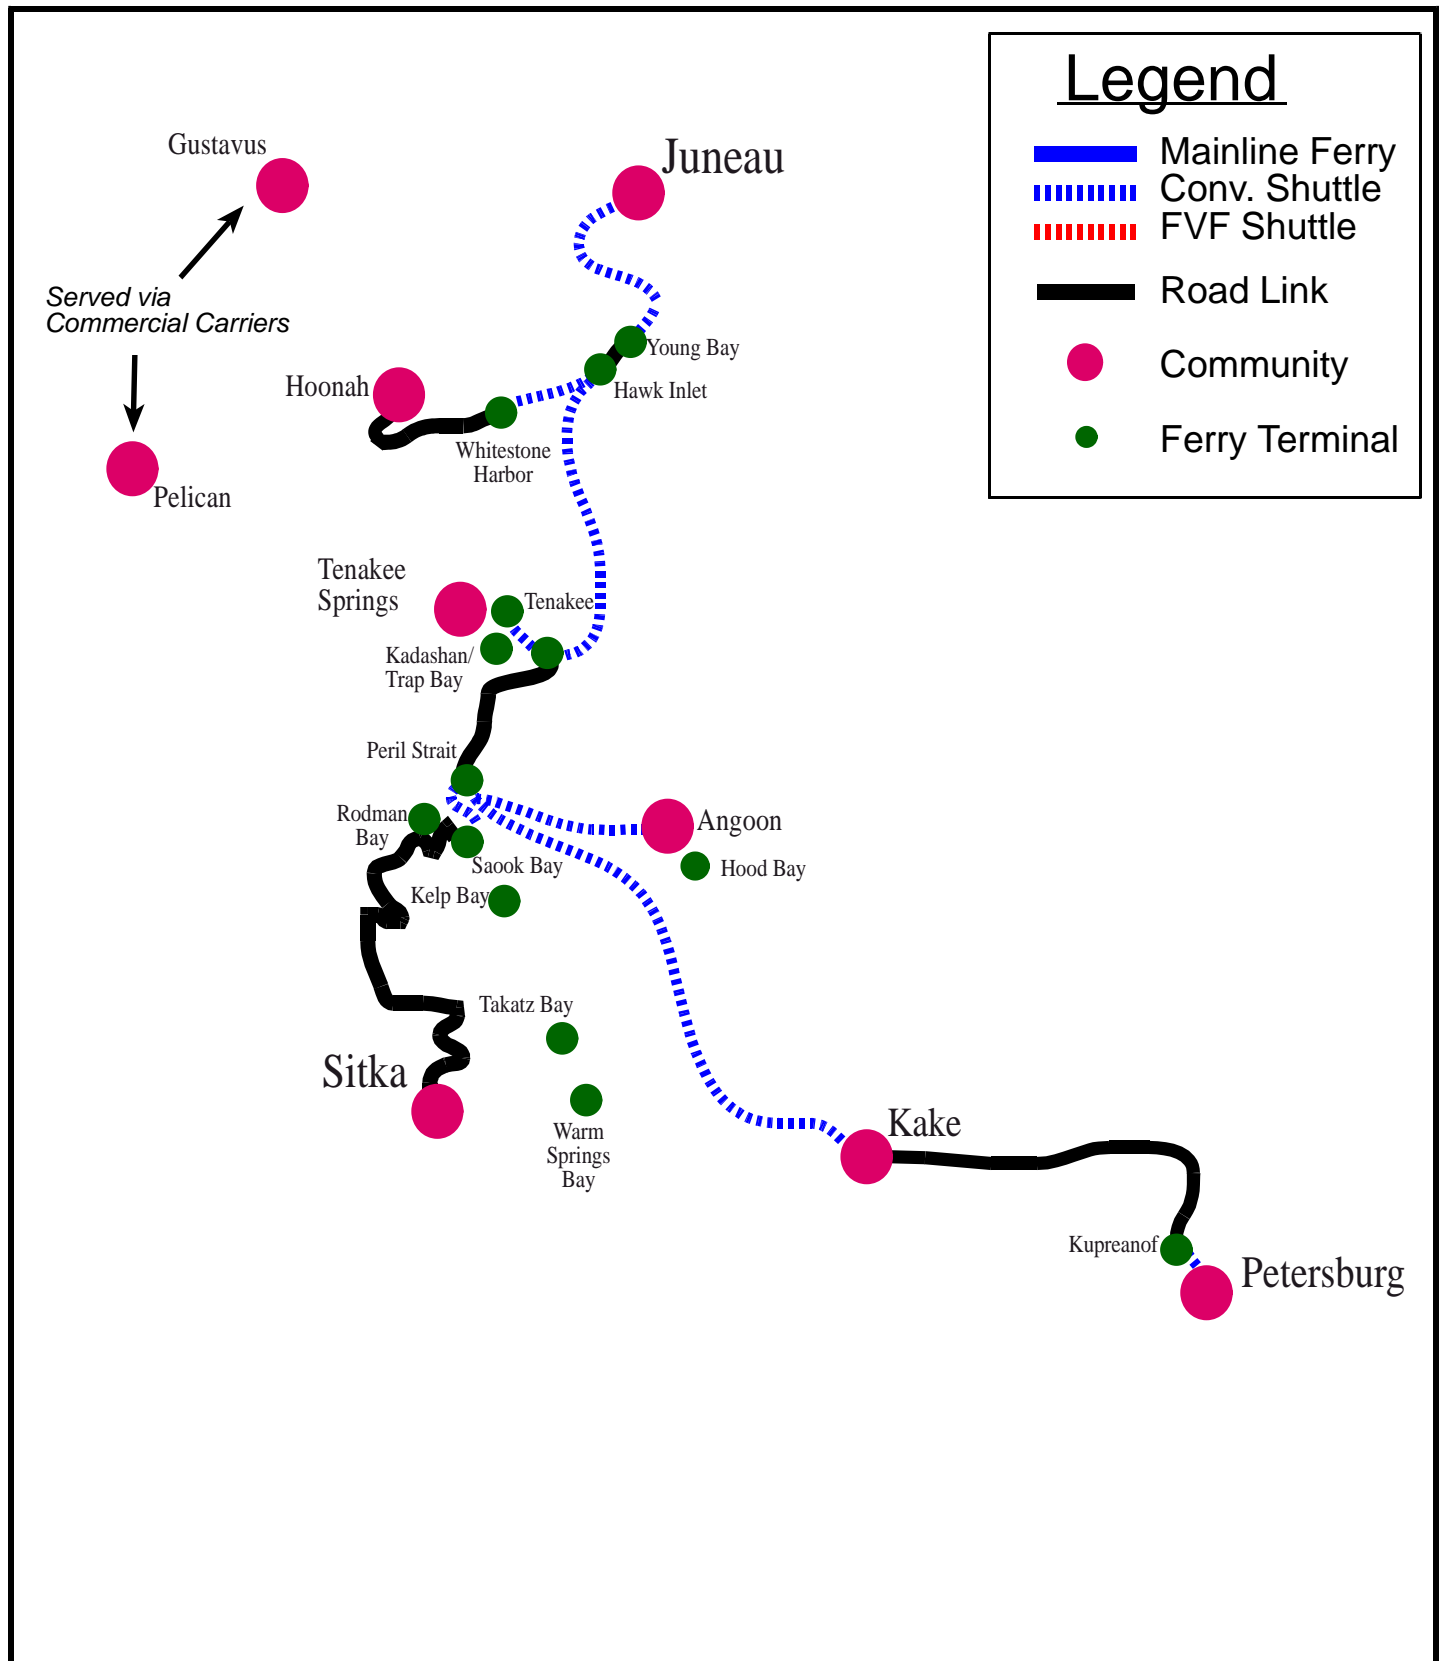 Legend
Mainline Ferry
Conv. Shuttle
FVF Shuttle
Road Link
Community
Ferry Terminal
Gustavus
Juneau
Served via
Commercial Carriers
Young Bay
Hoonah
Hawk Inlet
Whitestone
Harbor
Pelican
Tenakee
Springs
Tenakee
Kadashan/
Trap Bay
Peril Strait
Rodman
Bay
Angoon
Saook Bay
Hood Bay
Kelp Bay
Takatz Bay
Sitka
Warm
Springs
Bay
Kake
Kupreanof
Petersburg